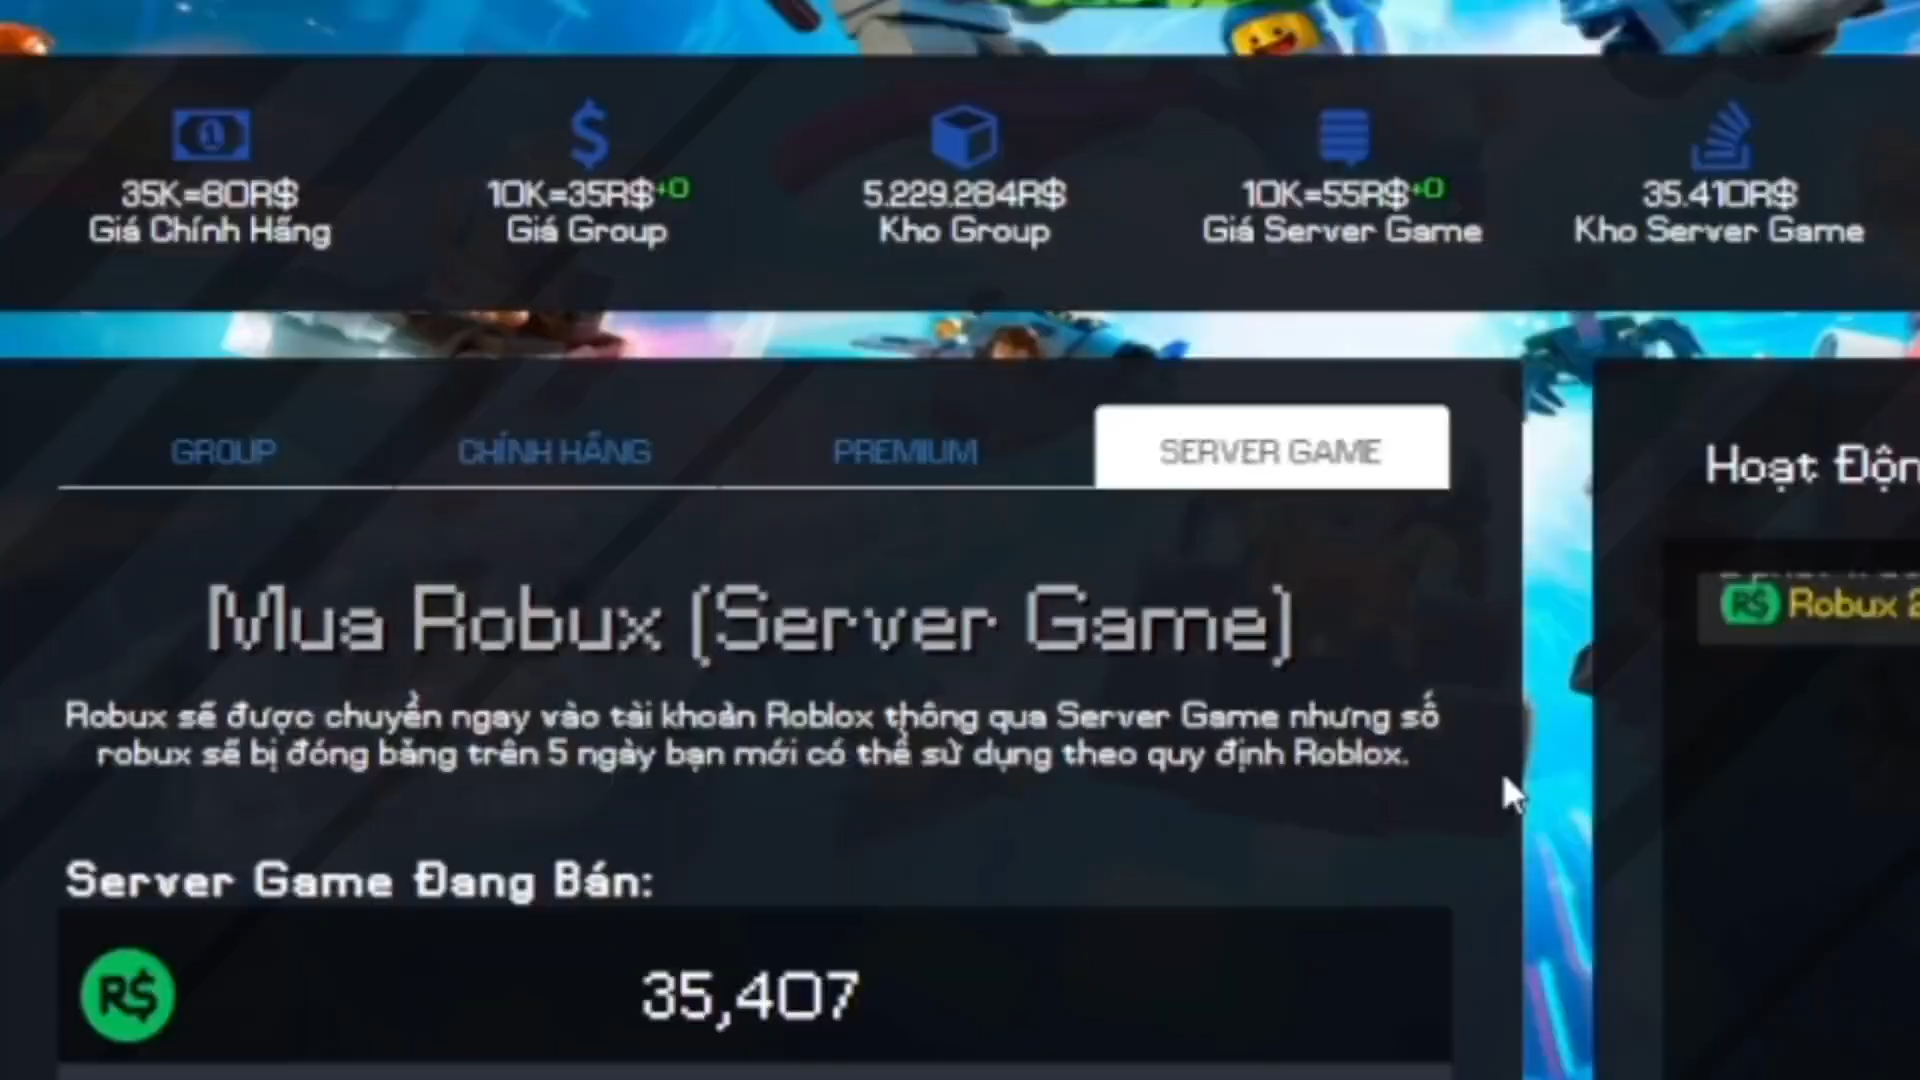 35K=80R$
Giá Chính Hãng
10K=35R$+0
Giá Group
5.229.284R$
Kho Group
10K=55R$+0
Giá Server Game
35.410R$
Kho Server Game
GROUP
CHÍNH HÃNG
PREMIUM
SERVER GAME
Mua Robux (Server Game)
Robux sẽ được chuyển ngay vào tài khoản Roblox thông qua Server Game nhưng số
robux sẽ bị đóng băng trên 5 ngày bạn mới có thể sử dụng theo quy định Roblox.
Server Game Đang Bán:
R$
35,407
Hoạt Độn
R$ Robux 2